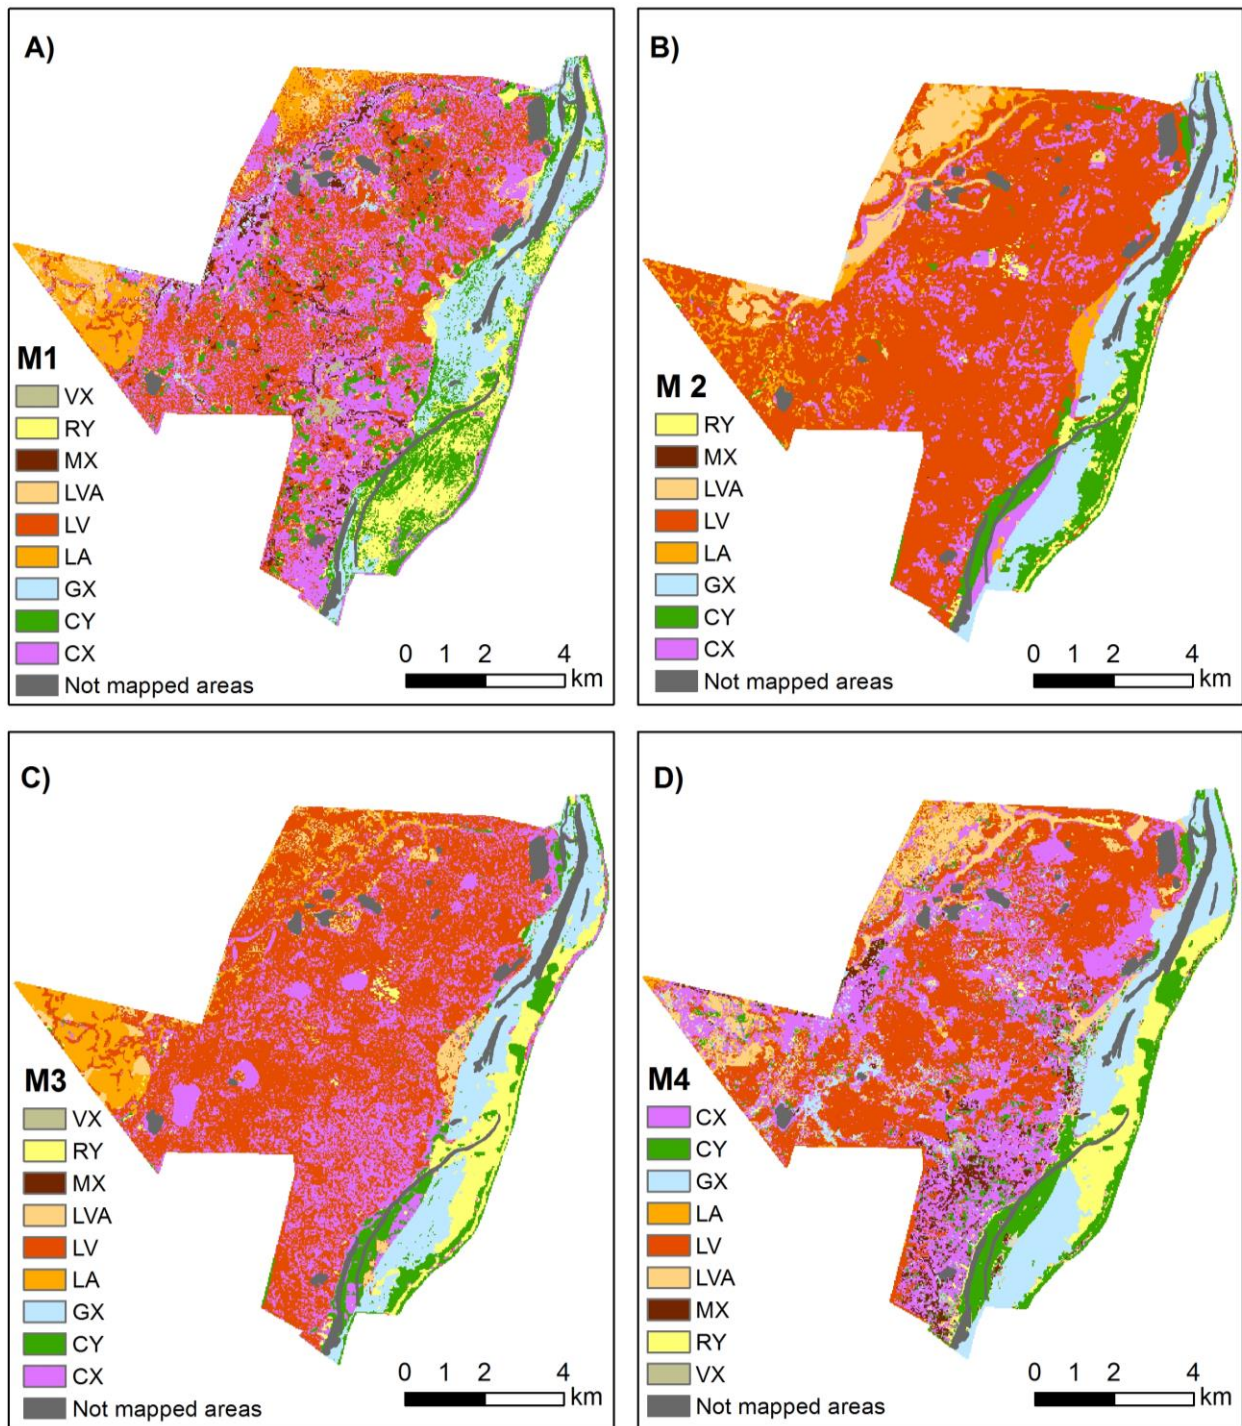 A)
M1
VX
RY
MX
LVA
LV
LA
GX
CY
CX
Not mapped areas
0 1 2 4
km
B)
M 2
RY
MX
LVA
LV
LA
GX
CY
CX
Not mapped areas
0 1 2 4
km
C)
M3
VX
RY
MX
LVA
LV
LA
GX
CY
CX
Not mapped areas
0 1 2 4
km
D)
M4
CX
CY
GX
LA
LV
LVA
MX
RY
VX
Not mapped areas
0 1 2 4
km